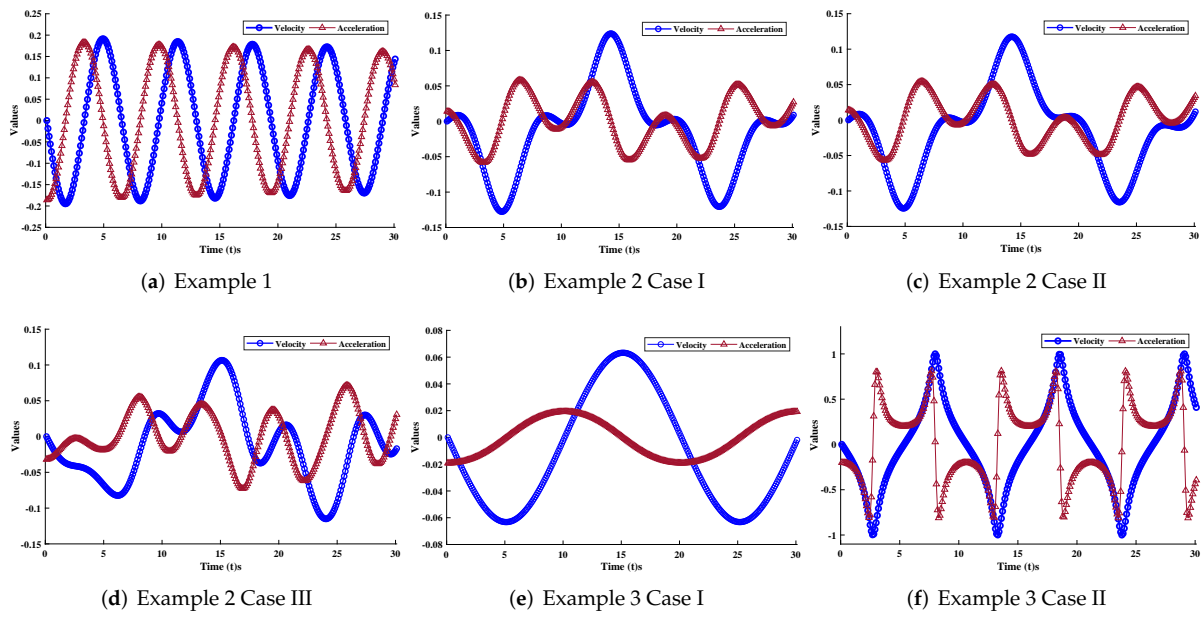 Velocity Acceleration
0.25
0.2
0.15
0.1
0.05
0
-0.05
-0.1
-0.15
-0.2
-0.25
Values
0 5 10 15 20 25 30
Time (t)s
(a) Example 1
Velocity Acceleration
0.15
0.1
0.05
0
-0.05
-0.1
-0.15
Values
0 5 10 15 20 25 30
Time (t)s
(b) Example 2 Case I
Velocity Acceleration
0.15
0.1
0.05
0
-0.05
-0.1
-0.15
Values
0 5 10 15 20 25 30
Time (t)s
(c) Example 2 Case II
Velocity Acceleration
0.15
0.1
0.05
0
-0.05
-0.1
-0.15
Values
0 5 10 15 20 25 30
Time (t)s
(d) Example 2 Case III
Velocity Acceleration
0.08
0.06
0.04
0.02
0
-0.02
-0.04
-0.06
-0.08
Values
0 5 10 15 20 25 30
Time (t)s
(e) Example 3 Case I
Velocity Acceleration
1
0.5
0
-0.5
-1
Values
0 5 10 15 20 25 30
Time (t)s
(f) Example 3 Case II